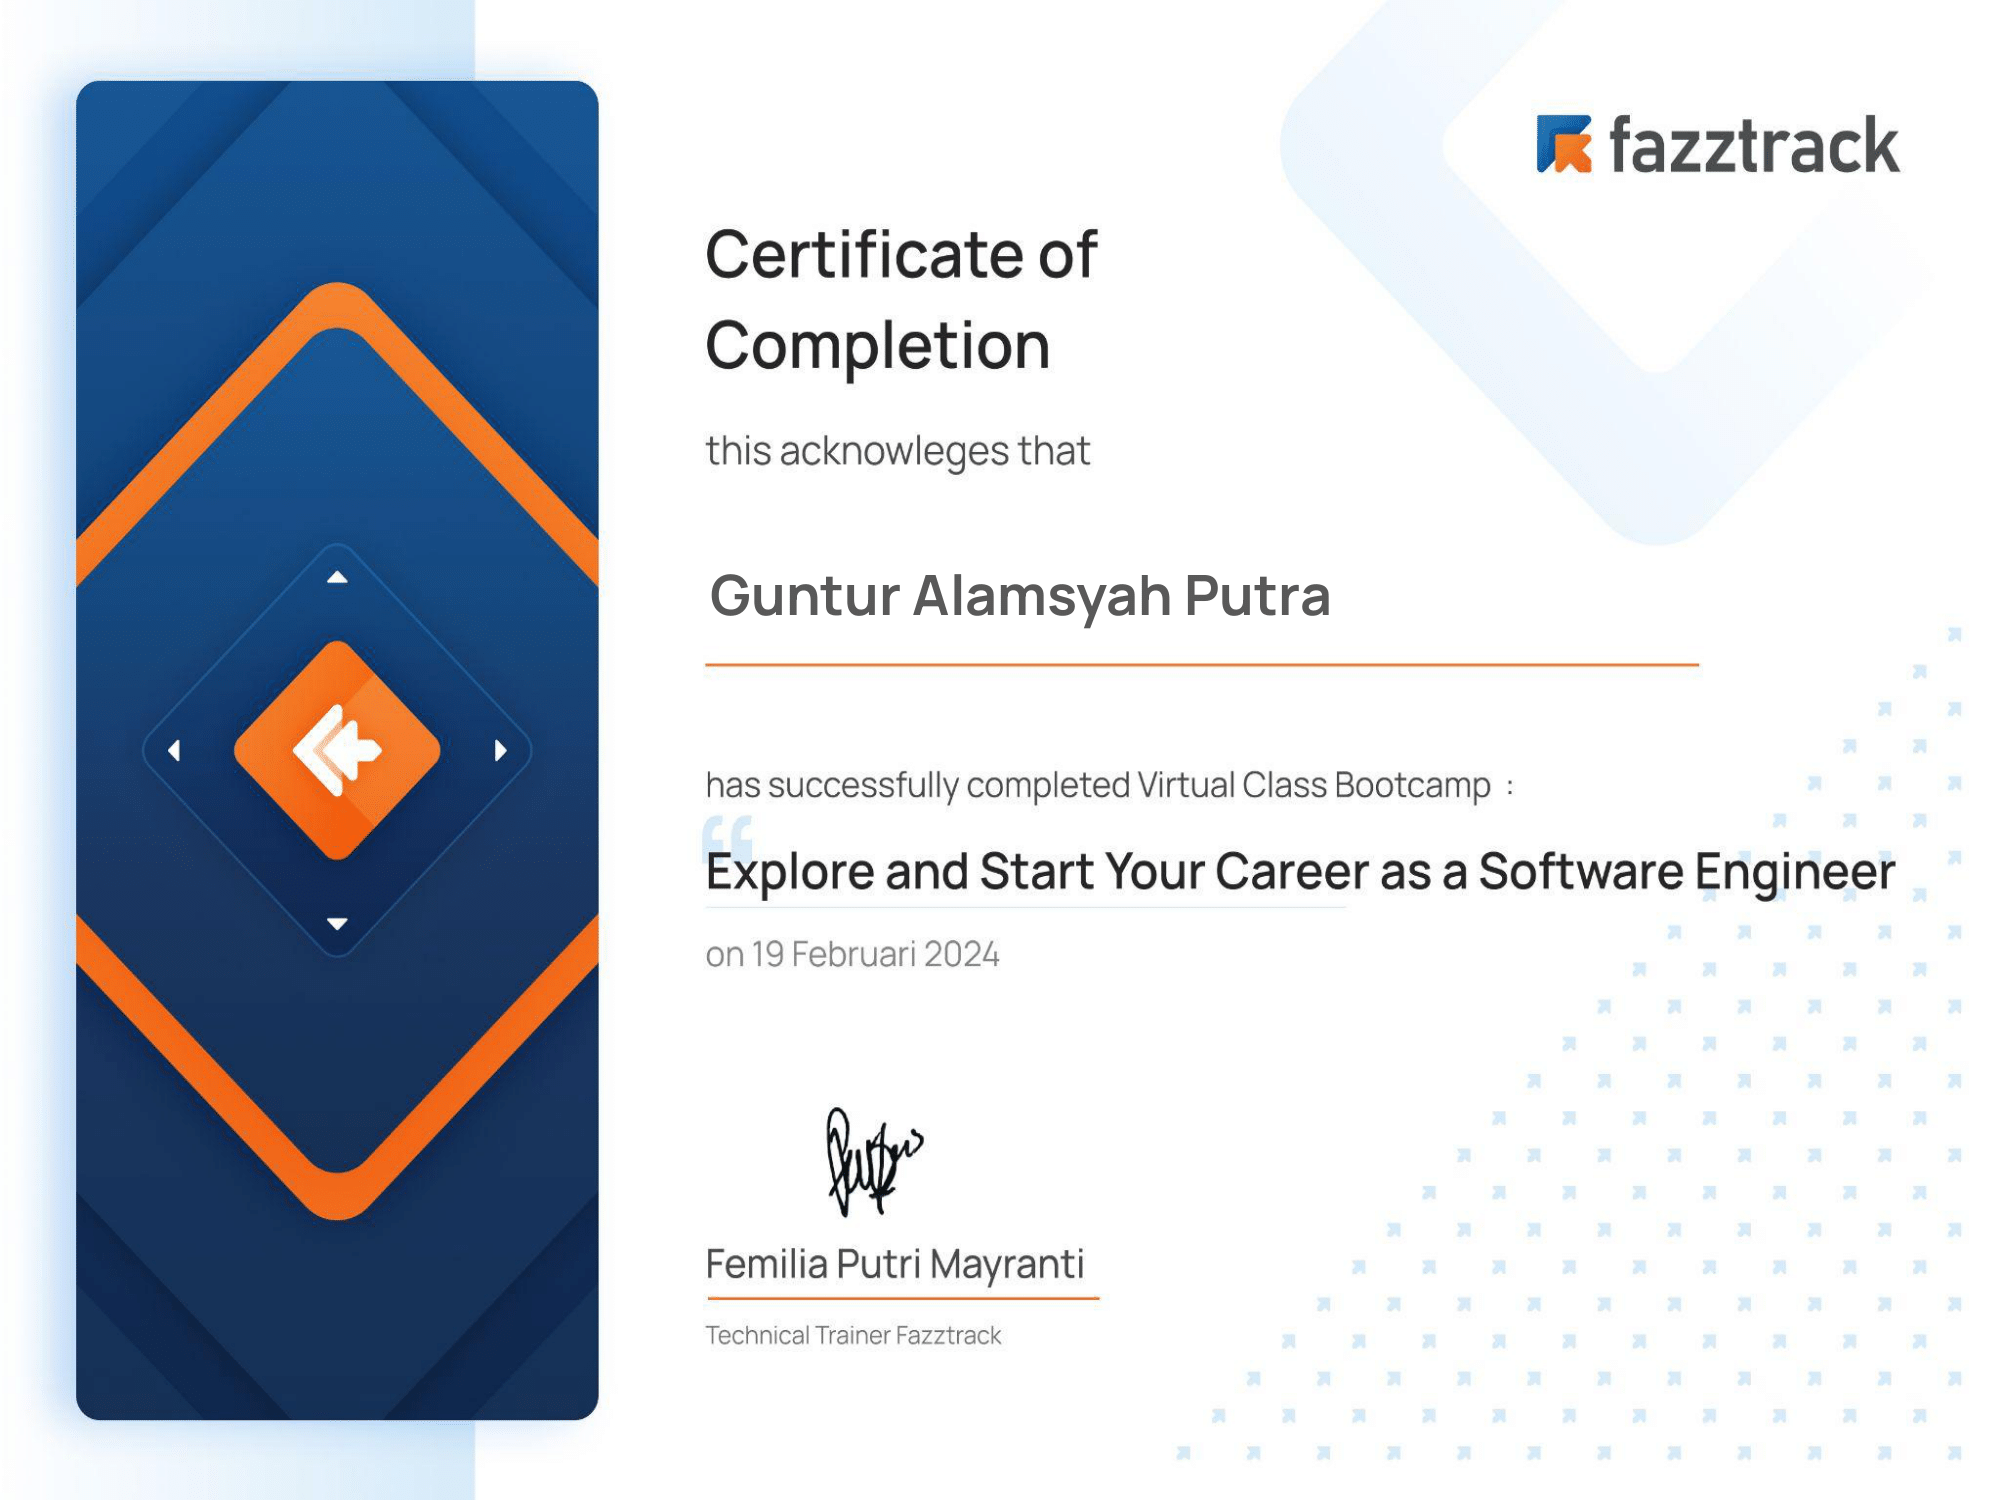 fazztrack
Certificate of
Completion
this acknowleges that
Guntur Alamsyah Putra
has successfully completed Virtual Class Bootcamp :
“
Explore and Start Your Career as a Software Engineer
on 19 Februari 2024
Femilia Putri Mayranti
Technical Trainer Fazztrack